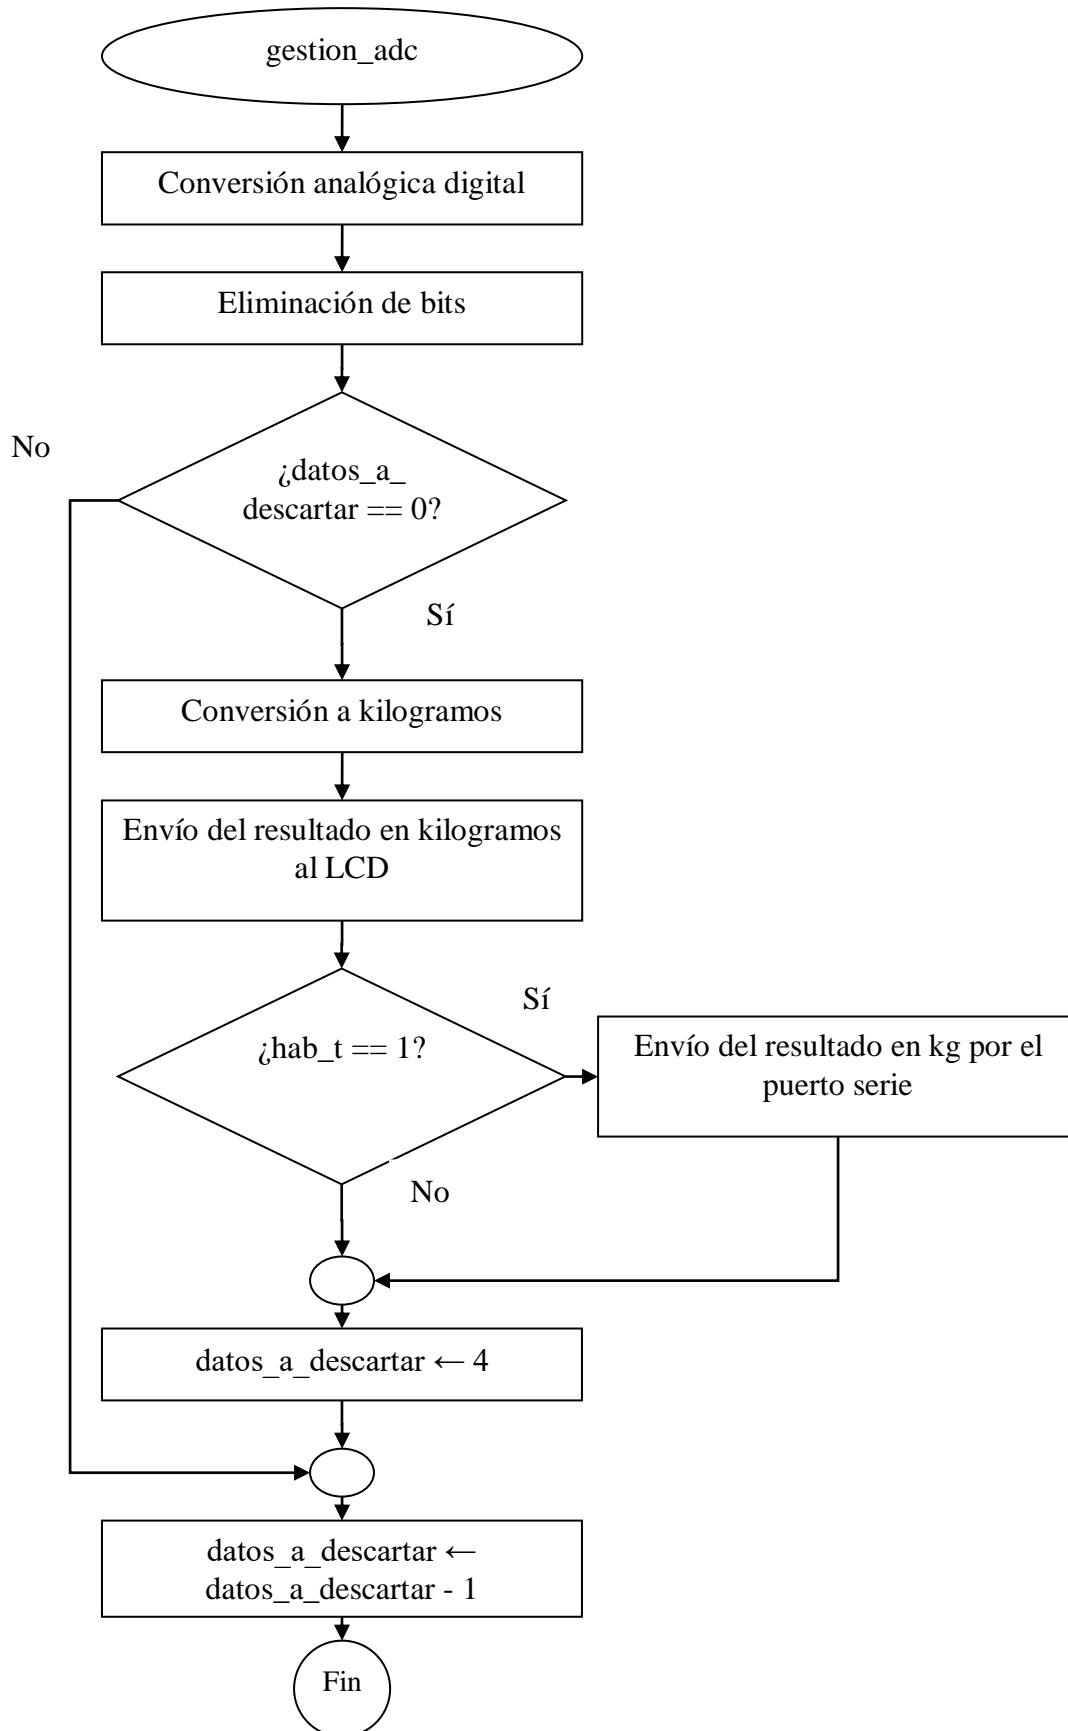 gestion_adc
Conversión analógica digital
Eliminación de bits
No
¿datos_a_
descartar == 0?
Sí
Conversión a kilogramos
Envío del resultado en kilogramos
al LCD
Sí
¿hab_t == 1?
Envío del resultado en kg por el
puerto serie
No
datos_a_descartar ← 4
datos_a_descartar ←
datos_a_descartar - 1
Fin